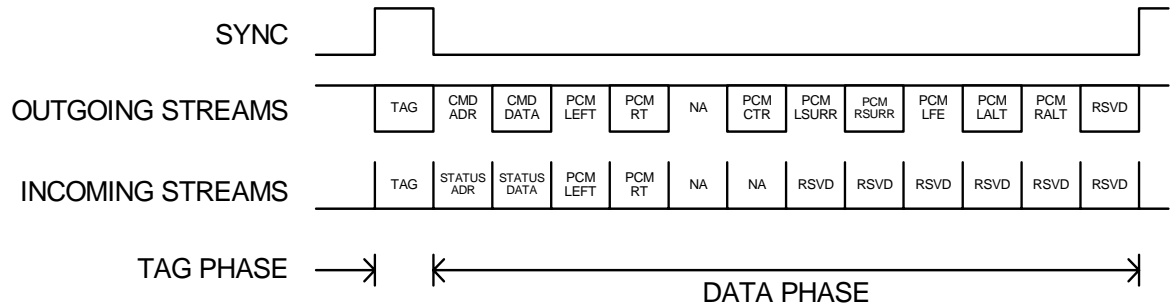 SYNC
OUTGOING STREAMS
TAG
CMD
ADR
CMD
DATA
PCM
LEFT
PCM
RT
NA
PCM
CTR
PCM
LSURR
PCM
RSURR
PCM
LFE
PCM
LALT
PCM
RALT
RSVD
INCOMING STREAMS
TAG
STATUS
ADR
STATUS
DATA
PCM
LEFT
PCM
RT
NA
NA
RSVD
RSVD
RSVD
RSVD
RSVD
RSVD
TAG PHASE
DATA PHASE